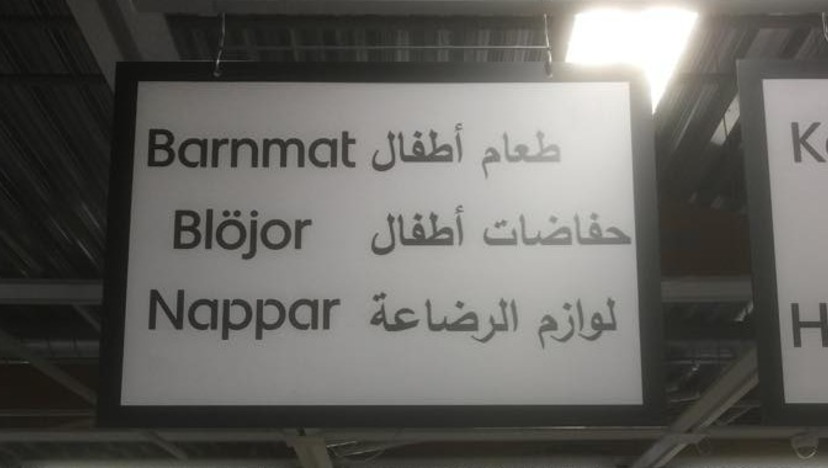 Barnmat طعام أطفال
Blöjor حفاضات أطفال
Nappar لوازم الرضاعة